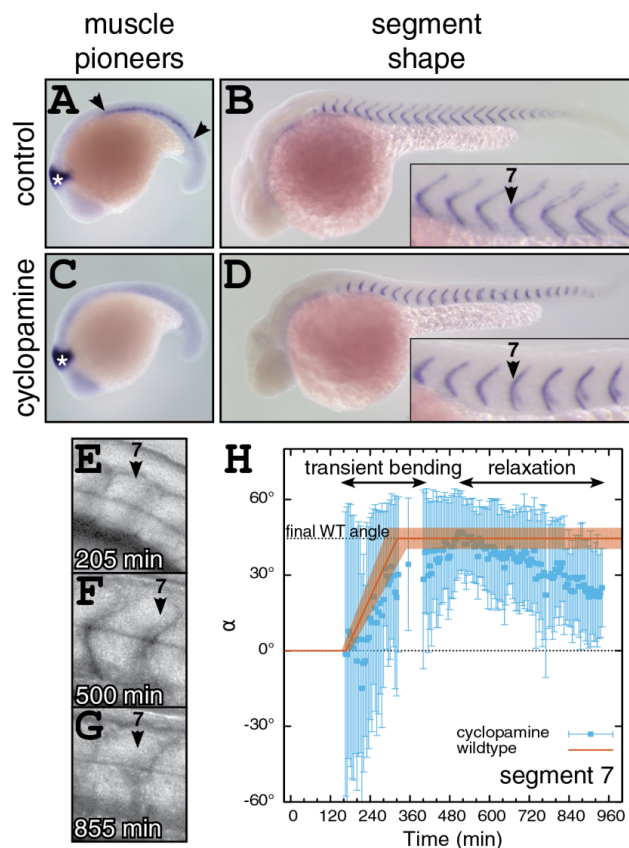 muscle
pioneers
segment
shape
control
cyclopamine
A
*
B
7
C
*
D
7
E
7
205 min
F
7
500 min
G
7
855 min
H
transient bending
relaxation
final WT angle
60°
30°
0°
-30°
-60°
α
cyclopamine
wildtype
segment 7
0 120 240 360 480 600 720 840 960
Time (min)